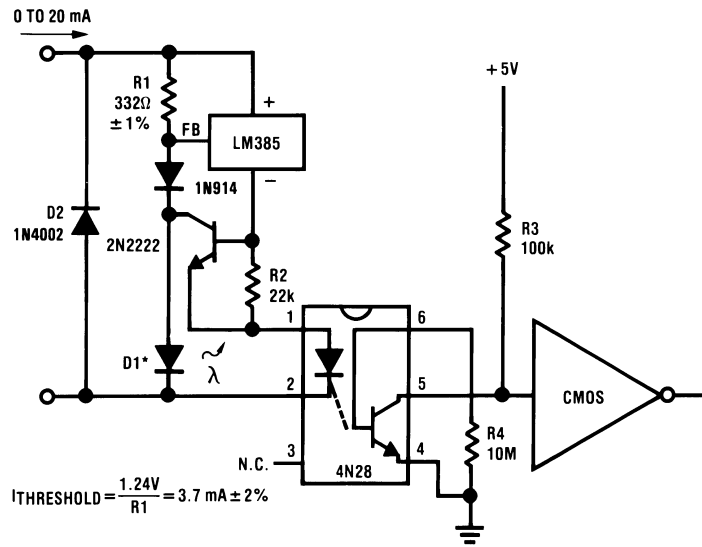 0 TO 20 mA
R1
332Ω
±1%
FB
+
LM385
−
+5V
1N914
D2
1N4002
2N2222
R2
22k
R3
100k
1
6
D1*
λ
2
5
CMOS
3
4
N.C.
4N28
R4
10M
ITHRESHOLD = 1.24V / R1 = 3.7 mA ± 2%